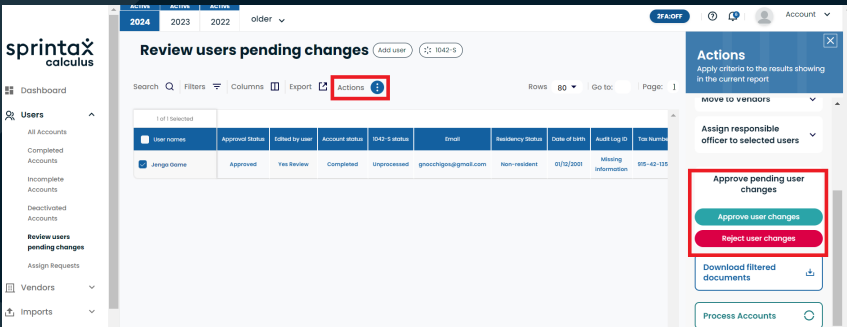 ACTIVE ACTIVE ACTIVE
2024 2023 2022 older
2FA:OFF
Account
sprintax
calculus
Dashboard
Users
All Accounts
Completed
Accounts
Incomplete
Accounts
Deactivated
Accounts
Review users
pending changes
Assign Requests
Vendors
Imports
Review users pending changes Add user 1042-S
Search Filters Columns Export Actions Rows 80 Go to: Page: 1
1 of 1 Selected
User names Approval Status Edited by user Account status 1042-S status Email Residency Status Date of birth Audit Log ID Tax Numbe
Jenga Game Approved Yes Review Completed Unprocessed gnocchigos@gmail.com Non-resident 01/12/2001 Missing information 915-42-135
Actions
Apply criteria to the results showing
in the current report
Move to vendors
Assign responsible
officer to selected users
Approve pending user
changes
Approve user changes
Reject user changes
Download filtered
documents
Process Accounts